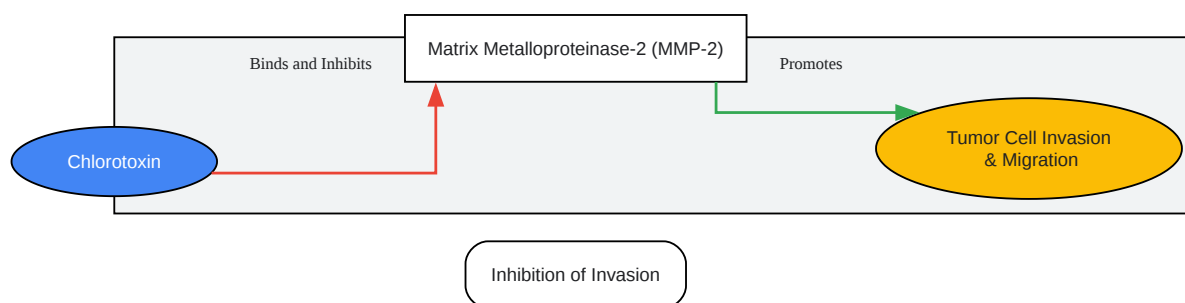 Matrix Metalloproteinase-2 (MMP-2)
Binds and Inhibits
Promotes
Chlorotoxin
Tumor Cell Invasion
& Migration
Inhibition of Invasion